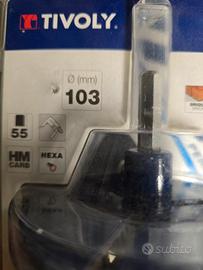 TIVOLY
Ø (mm)
103
55
HM
CARB
HEXA
subito